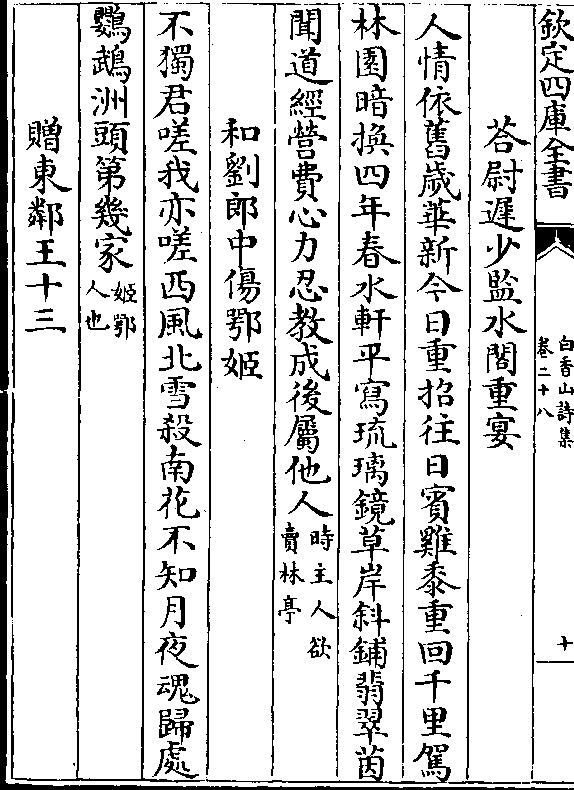 欽定四庫全書
白香山詩集
卷二十八
十
荅尉遲少監水閣重宴
人情依舊歲華新今日重招往日賓雞黍重回千里駕
林園暗換四年春水軒平寫琉璃鏡草岸斜鋪翡翠茵
聞道經營費心力忍教成後屬他人時主人欲賣林亭
和劉郎中傷鄂姬
不獨君嗟我亦嗟西風北雪殺南花不知月夜魂歸處
鸚鵡洲頭第幾家姬鄂人也
贈東鄰王十三